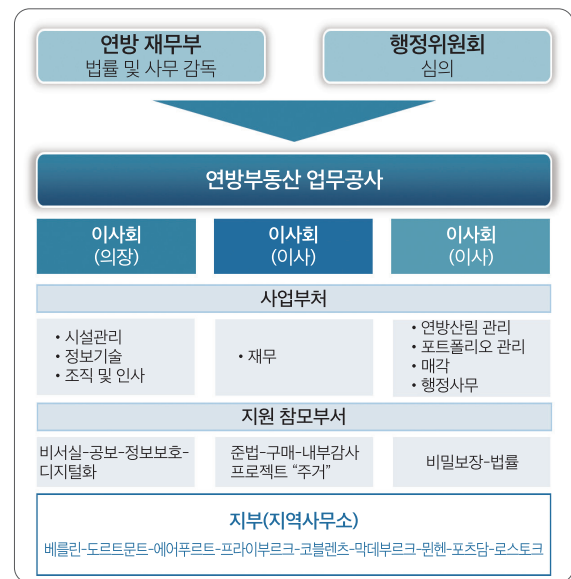 연방 재무부
법률 및 사무 감독
행정위원회
심의
연방부동산 업무공사
이사회
(의장)
이사회
(이사)
이사회
(이사)
사업부처
• 시설관리
• 정보기술
• 조직 및 인사
• 재무
• 연방산림 관리
• 포트폴리오 관리
• 매각
• 행정사무
지원 참모부서
비서실-공보-정보보호-
디지털화
준법-구매-내부감사
프로젝트 “주거”
비밀보장-법률
지부(지역사무소)
베를린-도르트문트-에어푸르트-프라이부르크-코블렌츠-막데부르크-뮌헨-포츠담-로스토크